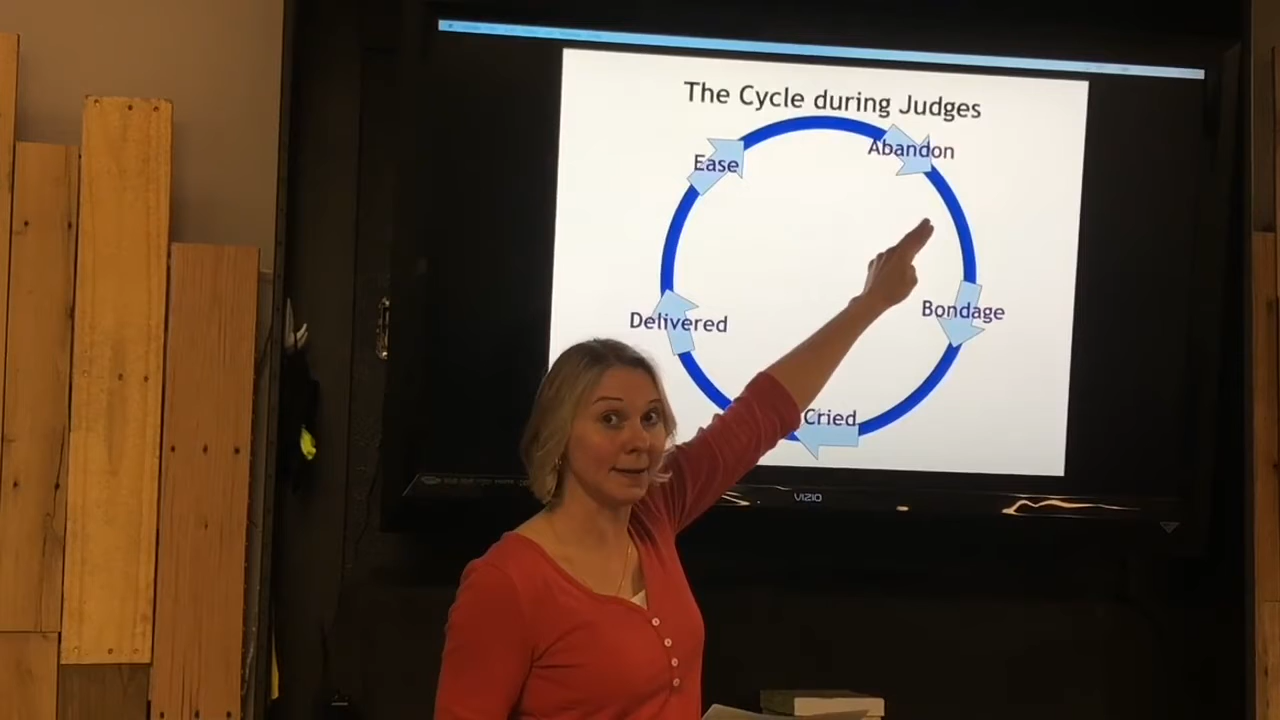 The Cycle during Judges
Abandon
Ease
Bondage
Delivered
Cried
VIZIO